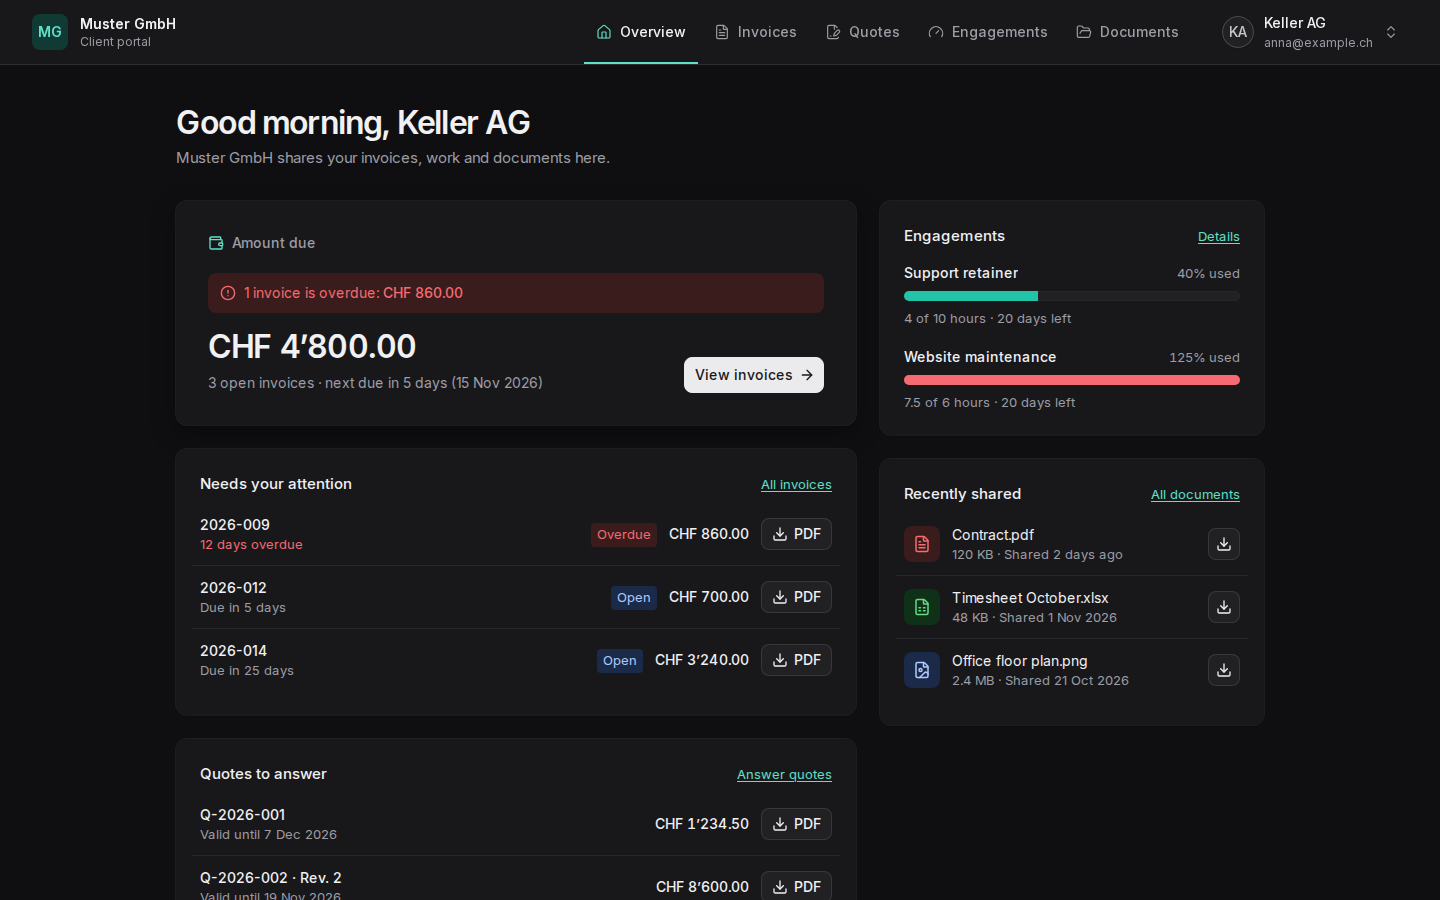 MG
Muster GmbH
Client portal
Overview
Invoices
Quotes
Engagements
Documents
KA
Keller AG
anna@example.ch
Good morning, Keller AG
Muster GmbH shares your invoices, work and documents here.
Amount due
1 invoice is overdue: CHF 860.00
CHF 4’800.00
3 open invoices · next due in 5 days (15 Nov 2026)
View invoices
Needs your attention
All invoices
2026-009
12 days overdue
Overdue
CHF 860.00
PDF
2026-012
Due in 5 days
Open
CHF 700.00
PDF
2026-014
Due in 25 days
Open
CHF 3’240.00
PDF
Quotes to answer
Answer quotes
Q-2026-001
Valid until 7 Dec 2026
CHF 1’234.50
PDF
Q-2026-002 · Rev. 2
Valid until 19 Nov 2026
CHF 8’600.00
PDF
Engagements
Details
Support retainer
40% used
4 of 10 hours · 20 days left
Website maintenance
125% used
7.5 of 6 hours · 20 days left
Recently shared
All documents
Contract.pdf
120 KB · Shared 2 days ago
Timesheet October.xlsx
48 KB · Shared 1 Nov 2026
Office floor plan.png
2.4 MB · Shared 21 Oct 2026